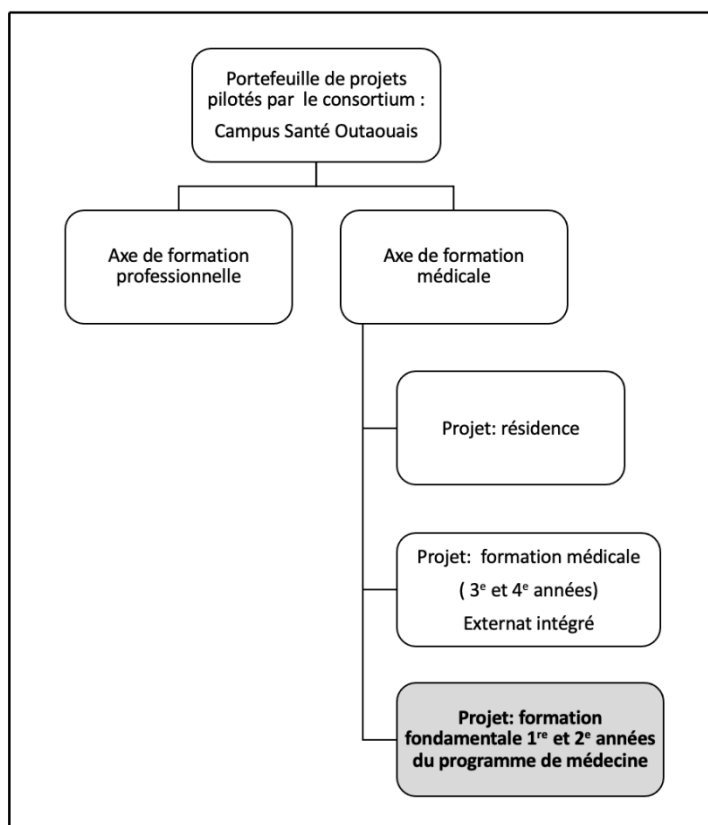 Portefeuille de projets
pilotés par le consortium :
Campus Santé Outaouais
Axe de formation
professionnelle
Axe de formation
médicale
Projet: résidence
Projet: formation médicale
( 3e et 4e années)
Externat intégré
Projet: formation
fondamentale 1re et 2e années
du programme de médecine